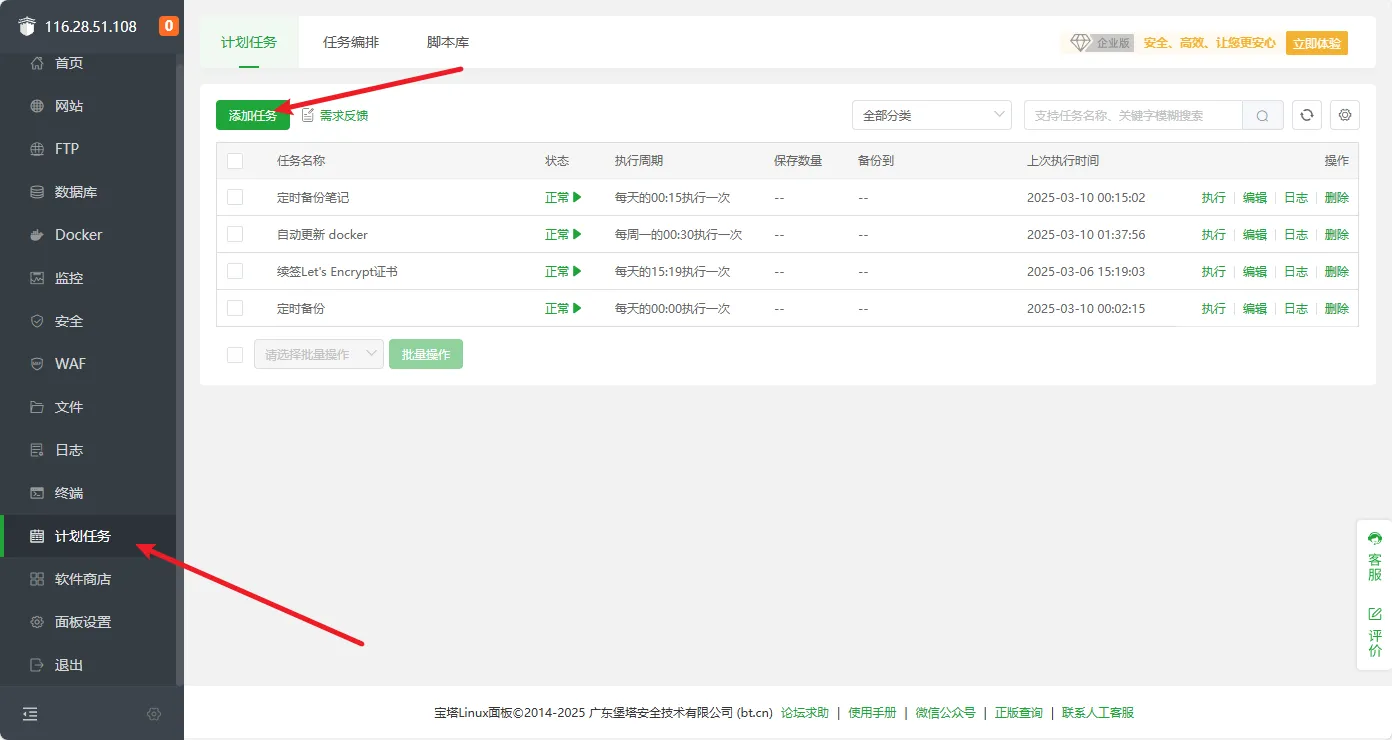 116.28.51.108 0
首页
网站
FTP
数据库
Docker
监控
安全
WAF
文件
日志
终端
计划任务
软件商店
面板设置
退出
计划任务 任务编排 脚本库 企业版 安全、高效、让您更安心 立即体验
添加任务 需求反馈 全部分类 支持任务名称、关键字模糊搜索
任务名称 状态 执行周期 保存数量 备份到 上次执行时间 操作
定时备份笔记 正常 每天的00:15执行一次 -- -- 2025-03-10 00:15:02 执行 | 编辑 | 日志 | 删除
自动更新 docker 正常 每周一的00:30执行一次 -- -- 2025-03-10 01:37:56 执行 | 编辑 | 日志 | 删除
续签Let's Encrypt证书 正常 每天的15:19执行一次 -- -- 2025-03-06 15:19:03 执行 | 编辑 | 日志 | 删除
定时备份 正常 每天的00:00执行一次 -- -- 2025-03-10 00:02:15 执行 | 编辑 | 日志 | 删除
请选择批量操作 批量操作
客服
评价
宝塔Linux面板©2014-2025 广东堡塔安全技术有限公司 (bt.cn) 论坛求助 | 使用手册 | 微信公众号 | 正版查询 | 联系人工客服